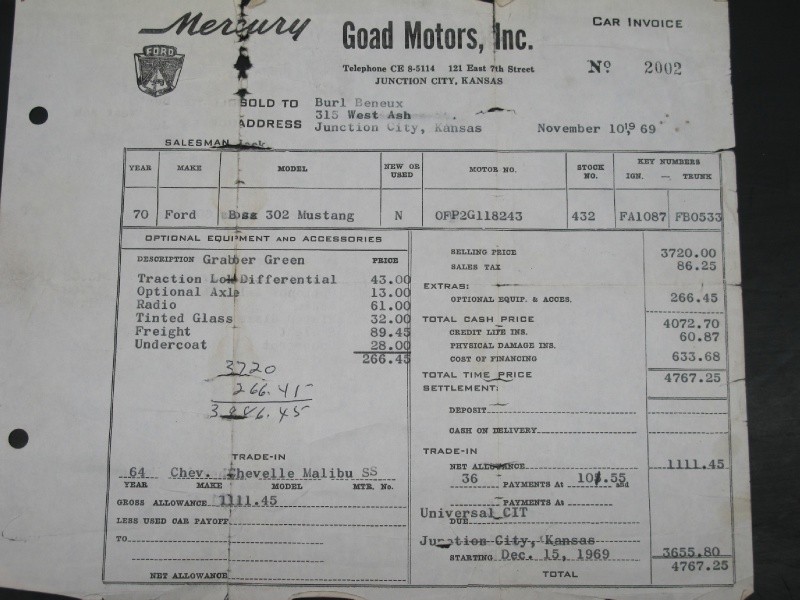 Mercury
FORD
Goad Motors, Inc.
CAR INVOICE
Telephone CE 8-5114 121 East 7th Street
JUNCTION CITY, KANSAS
Nº 2002
SOLD TO Burl Beneux
ADDRESS 315 West Ash
Junction City, Kansas
November 10, 19 69
SALESMAN Jack
YEAR MAKE MODEL NEW OR USED MOTOR NO. STOCK NO. KEY NUMBERS IGN. — TRUNK
70 Ford Boss 302 Mustang N 0FP2G118243 432 FA1087 FB0533
OPTIONAL EQUIPMENT AND ACCESSORIES
DESCRIPTION Grabber Green PRICE
Traction Lok Differential 43.00
Optional Axle 13.00
Radio 61.00
Tinted Glass 32.00
Freight 89.45
Undercoat 28.00
266.45
3720
266.45
3986.45
TRADE-IN
64 Chev. Chevelle Malibu SS
YEAR MAKE MODEL MTR. No.
GROSS ALLOWANCE 1111.45
LESS USED CAR PAYOFF
TO
NET ALLOWANCE
SELLING PRICE 3720.00
SALES TAX 86.25
EXTRAS:
OPTIONAL EQUIP. & ACCES. 266.45
TOTAL CASH PRICE 4072.70
CREDIT LIFE INS. 60.87
PHYSICAL DAMAGE INS.
COST OF FINANCING 633.68
TOTAL TIME PRICE 4767.25
SETTLEMENT:
DEPOSIT
CASH ON DELIVERY
TRADE-IN
NET ALLOWANCE 1111.45
36 PAYMENTS At 101.55 and
PAYMENTS At
Universal CIT
DUE
Junction City, Kansas
STARTING Dec. 15, 1969 3655.80
TOTAL 4767.25